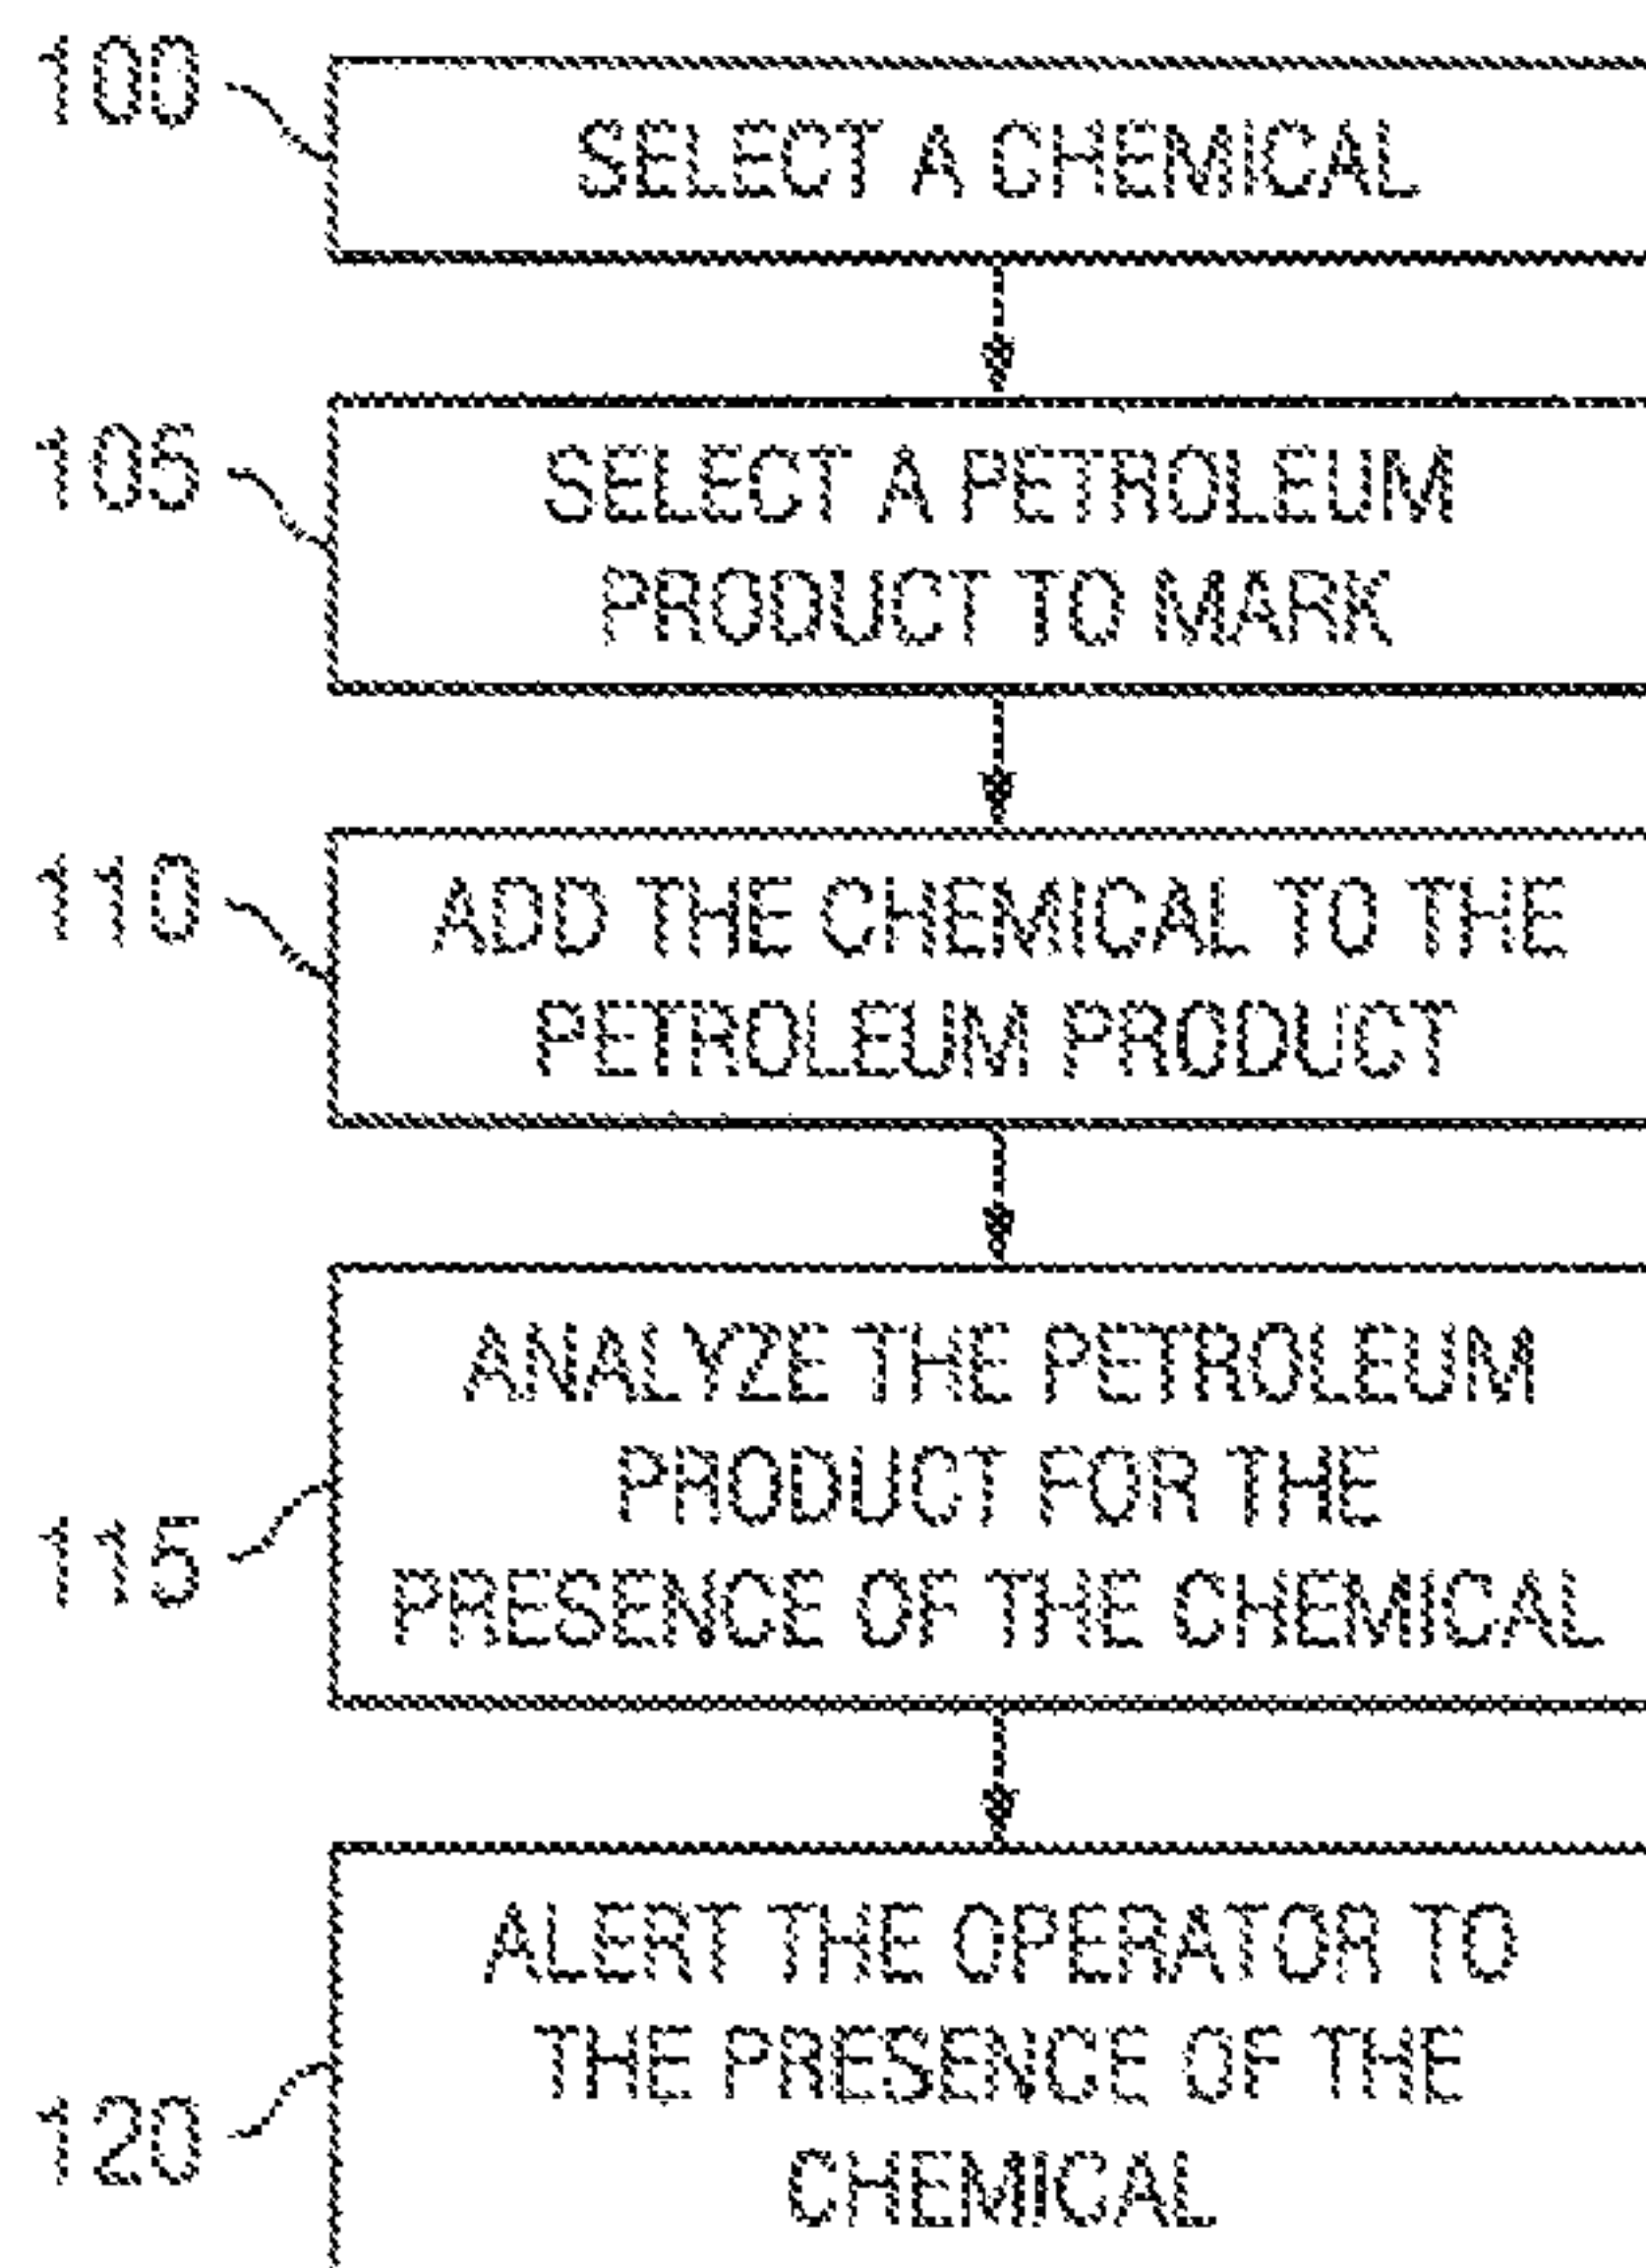 100
SELECT A CHEMICAL
105
SELECT A PETROLEUM
PRODUCT TO MARK
110
ADD THE CHEMICAL TO THE
PETROLEUM PRODUCT
ANALYZE THE PETROLEUM
PRODUCT FOR THE
115
PRESENCE OF THE CHEMICAL
ALERT THE OPERATOR TO
THE PRESENCE OF THE
120
CHEMICAL